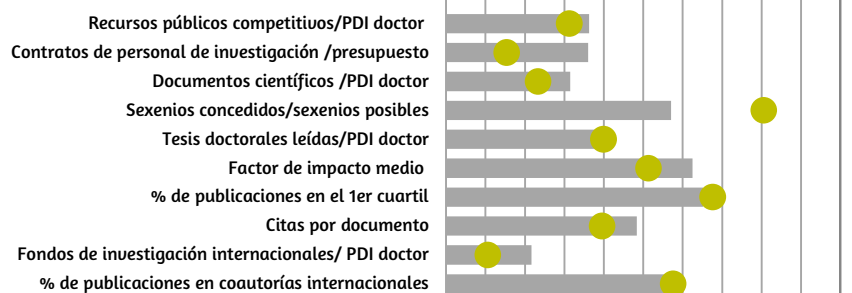 Recursos públicos competitivos/PDI doctor
Contratos de personal de investigación /presupuesto
Documentos científicos /PDI doctor
Sexenios concedidos/sexenios posibles
Tesis doctorales leídas/PDI doctor
Factor de impacto medio
% de publicaciones en el 1er cuartil
Citas por documento
Fondos de investigación internacionales/ PDI doctor
% de publicaciones en coautorías internacionales